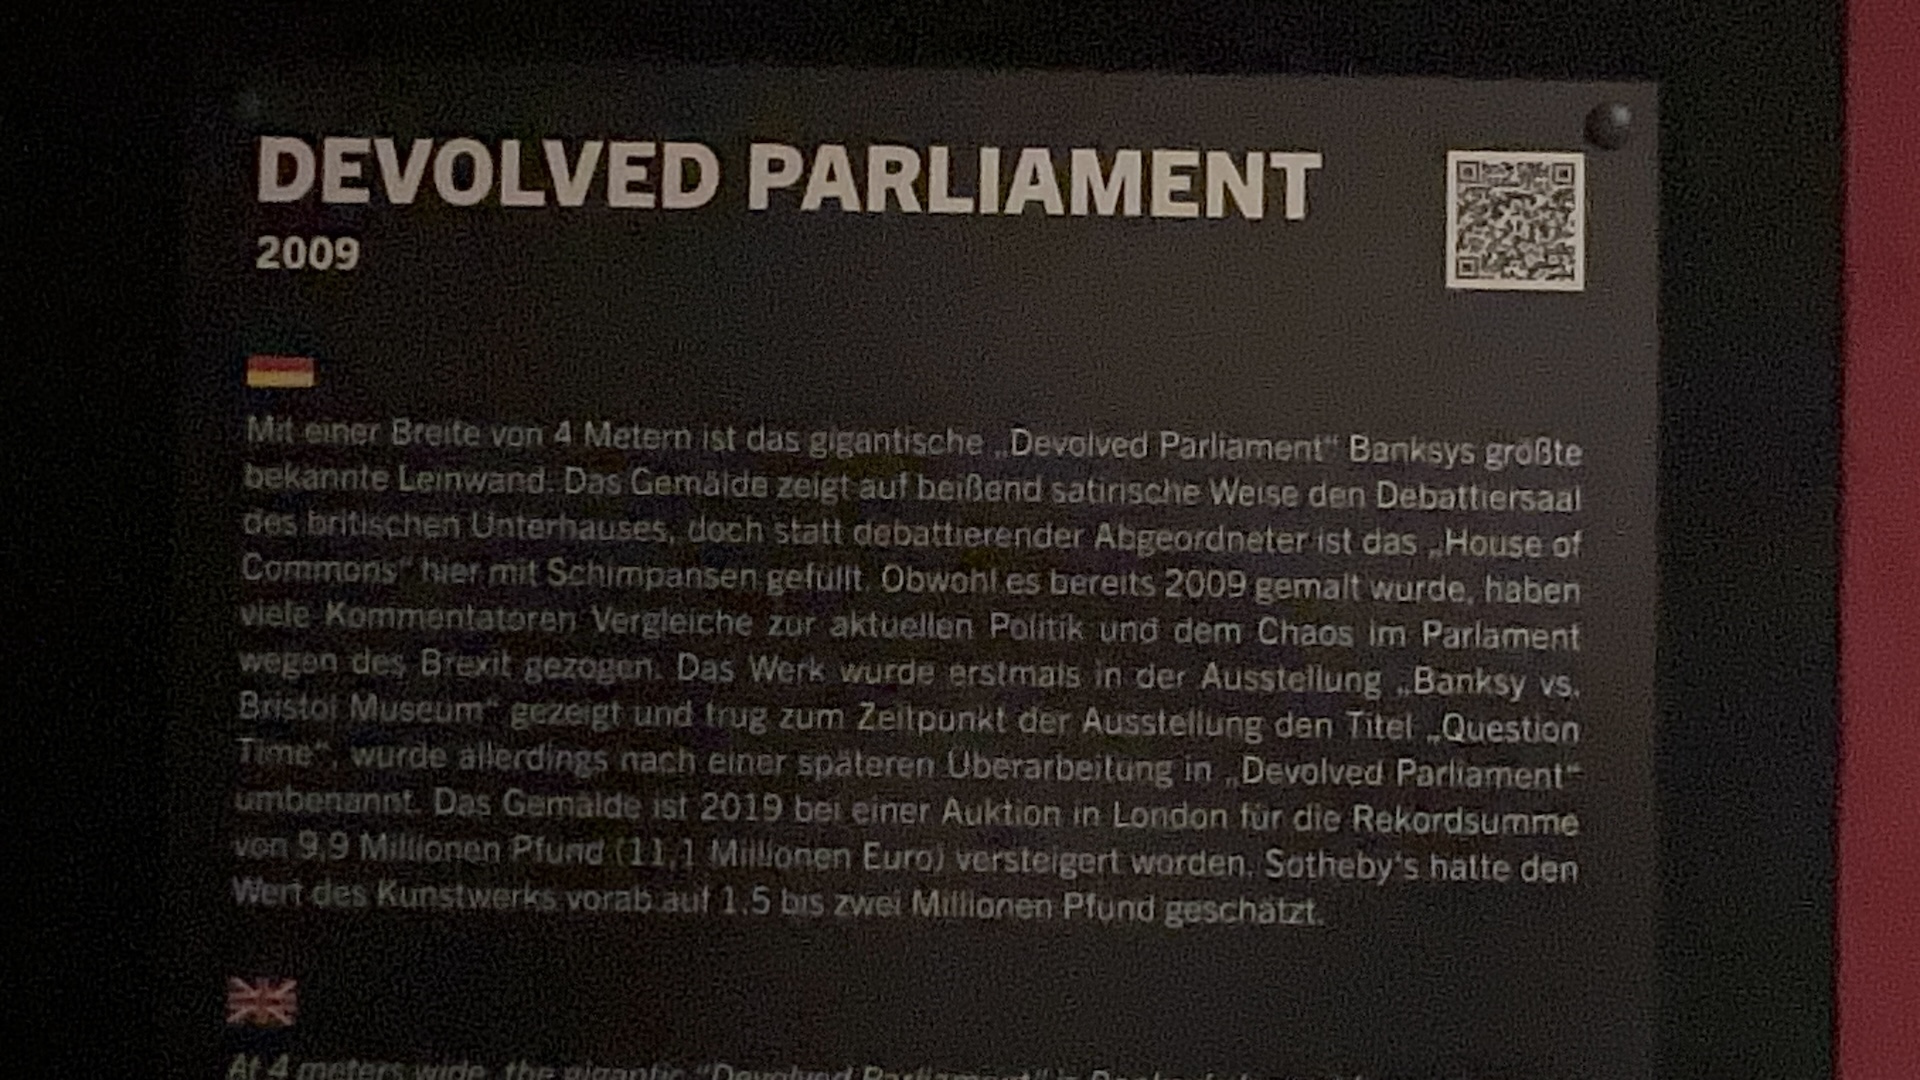 DEVOLVED PARLIAMENT
2009
Mit einer Breite von 4 Metern ist das gigantische „Devolved Parliament“ Banksys größte
bekannte Leinwand. Das Gemälde zeigt auf beißend satirische Weise den Debattiersaal
des britischen Unterhauses, doch statt debattierender Abgeordneter ist das „House of
Commons“ hier mit Schimpansen gefüllt. Obwohl es bereits 2009 gemalt wurde, haben
viele Kommentatoren Vergleiche zur aktuellen Politik und dem Chaos im Parlament
wegen des Brexit gezogen. Das Werk wurde erstmals in der Ausstellung „Banksy vs.
Bristol Museum“ gezeigt und trug zum Zeitpunkt der Ausstellung den Titel „Question
Time“, wurde allerdings nach einer späteren Überarbeitung in „Devolved Parliament“
umbenannt. Das Gemälde ist 2019 bei einer Auktion in London für die Rekordsumme
von 9,9 Millionen Pfund (11,1 Millionen Euro) versteigert worden. Sotheby's hatte den
Wert des Kunstwerks vorab auf 1,5 bis zwei Millionen Pfund geschätzt.
At 4 meters wide, the gigantic “Devolved Parliament”